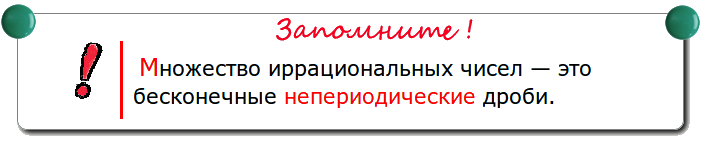 Запомните !
Множество иррациональных чисел — это
бесконечные непериодические дроби.